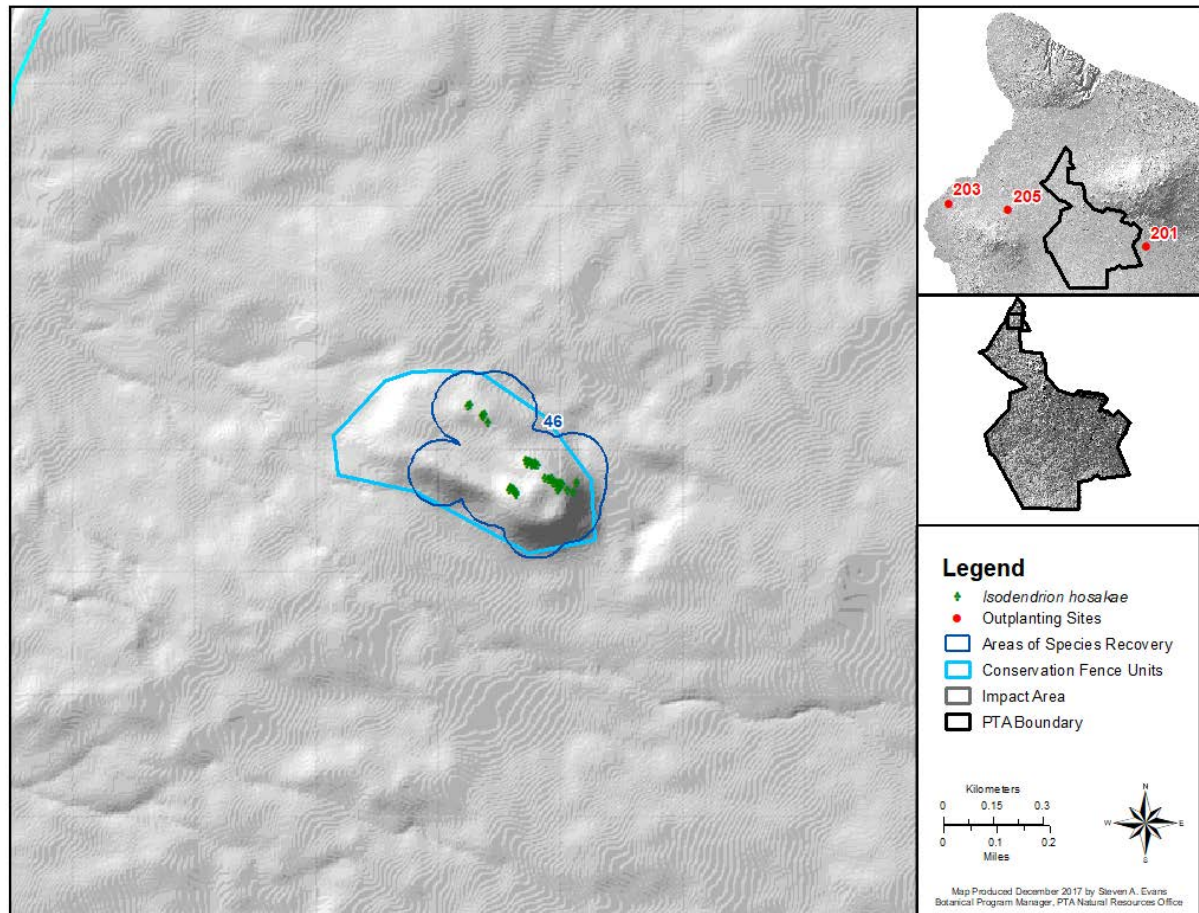 46
203
205
201
Legend
Isodendrion hosakae
Outplanting Sites
Areas of Species Recovery
Conservation Fence Units
Impact Area
PTA Boundary
Kilometers
0 0.15 0.3
0 0.1 0.2
Miles
N
W E
S
Map Produced December 2017 by Steven A. Evans
Botanical Program Manager, PTA Natural Resources Office